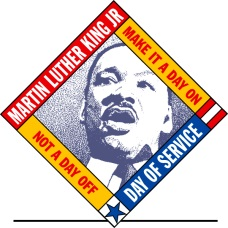 MARTIN LUTHER KING JR
MAKE IT A DAY ON
NOT A DAY OFF
DAY OF SERVICE